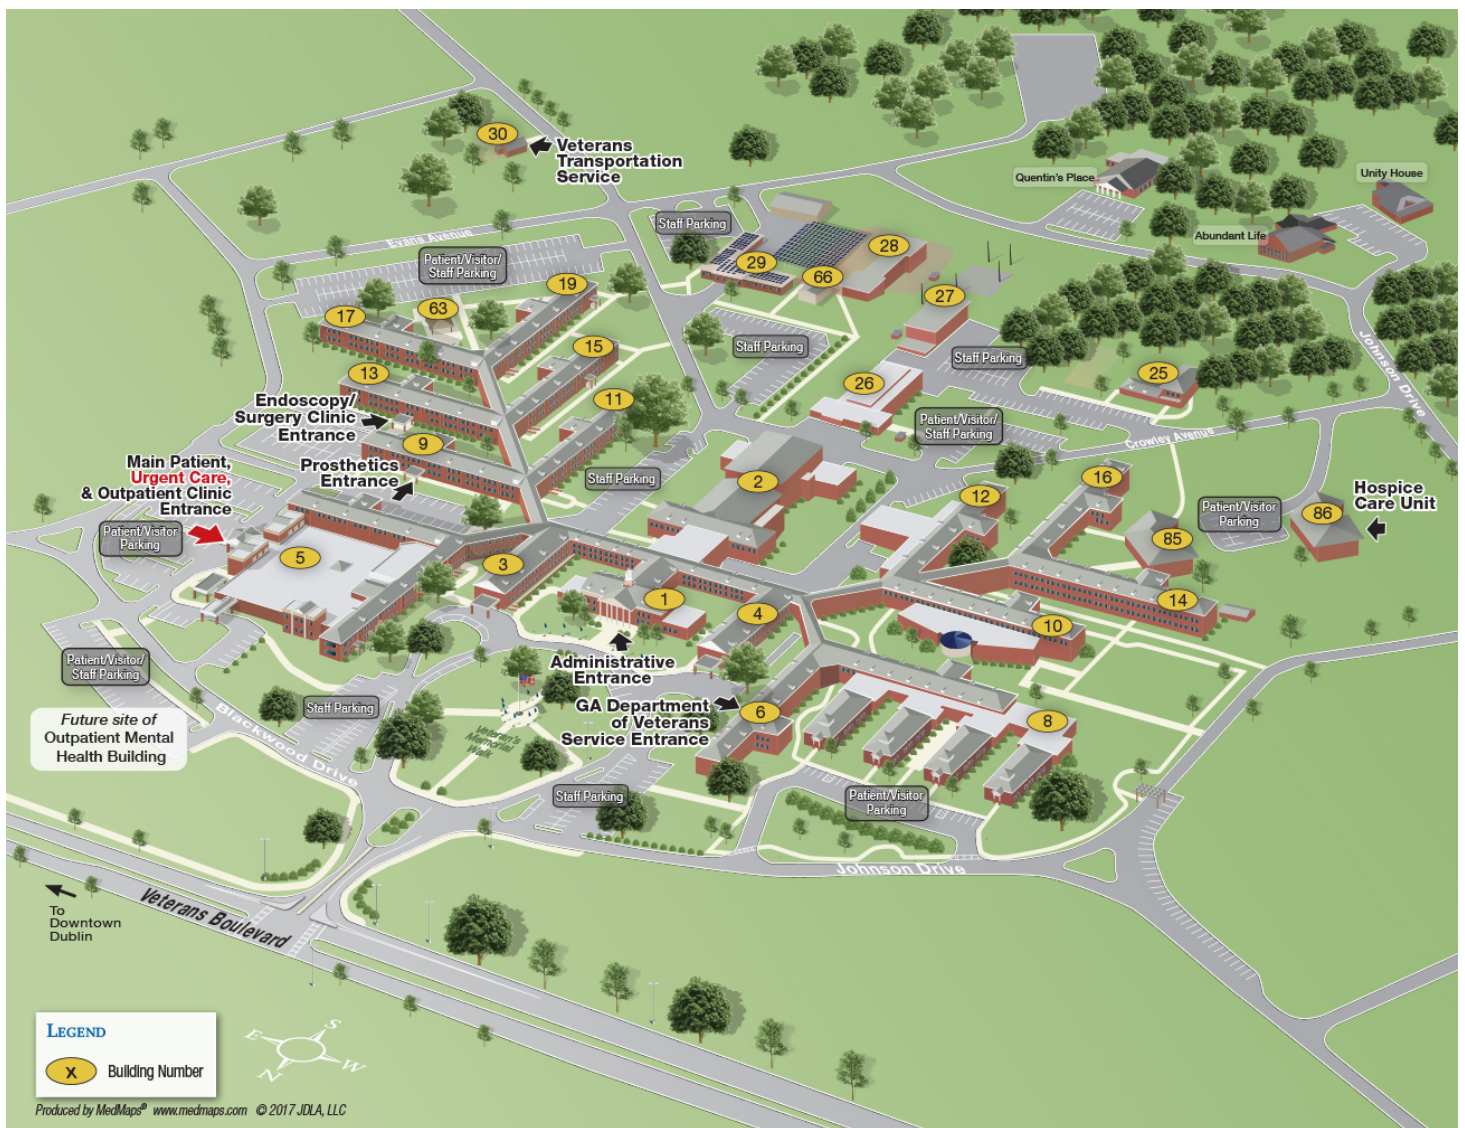 30
Veterans
Transportation
Service
Quentin's Place
Unity House
Abundant Life
Staff Parking
Evans Avenue
Patient/Visitor/
Staff Parking
29
28
66
27
19
63
17
15
13
11
9
Staff Parking
Staff Parking
26
25
Johnson Drive
Patient/Visitor/
Staff Parking
Crowley Avenue
Endoscopy/
Surgery Clinic
Entrance
Prosthetics
Entrance
Main Patient,
Urgent Care,
& Outpatient Clinic
Entrance
Patient/Visitor
Parking
Staff Parking
2
12
16
Patient/Visitor
Parking
86
Hospice
Care Unit
85
5
3
1
4
14
10
Administrative
Entrance
GA Department
of Veterans
Service Entrance
6
8
Patient/Visitor/
Staff Parking
Staff Parking
Future site of
Outpatient Mental
Health Building
Blackwood Drive
Veteran's
Memorial
Walk
Staff Parking
Patient/Visitor
Parking
Johnson Drive
To
Downtown
Dublin
Veterans Boulevard
LEGEND
X Building Number
E
S
N
W
Produced by MedMaps® www.medmaps.com © 2017 JDLA, LLC